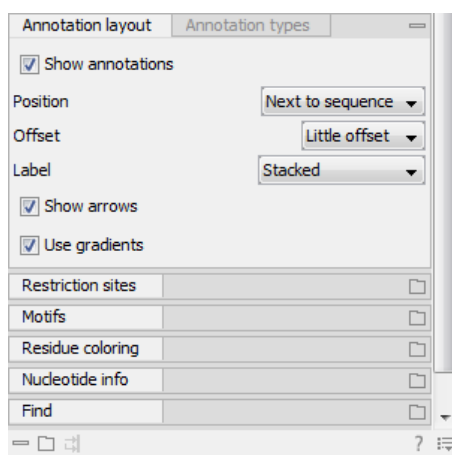 Annotation layout Annotation types
Show annotations
Position Next to sequence
Offset Little offset
Label Stacked
Show arrows
Use gradients
Restriction sites
Motifs
Residue coloring
Nucleotide info
Find
?